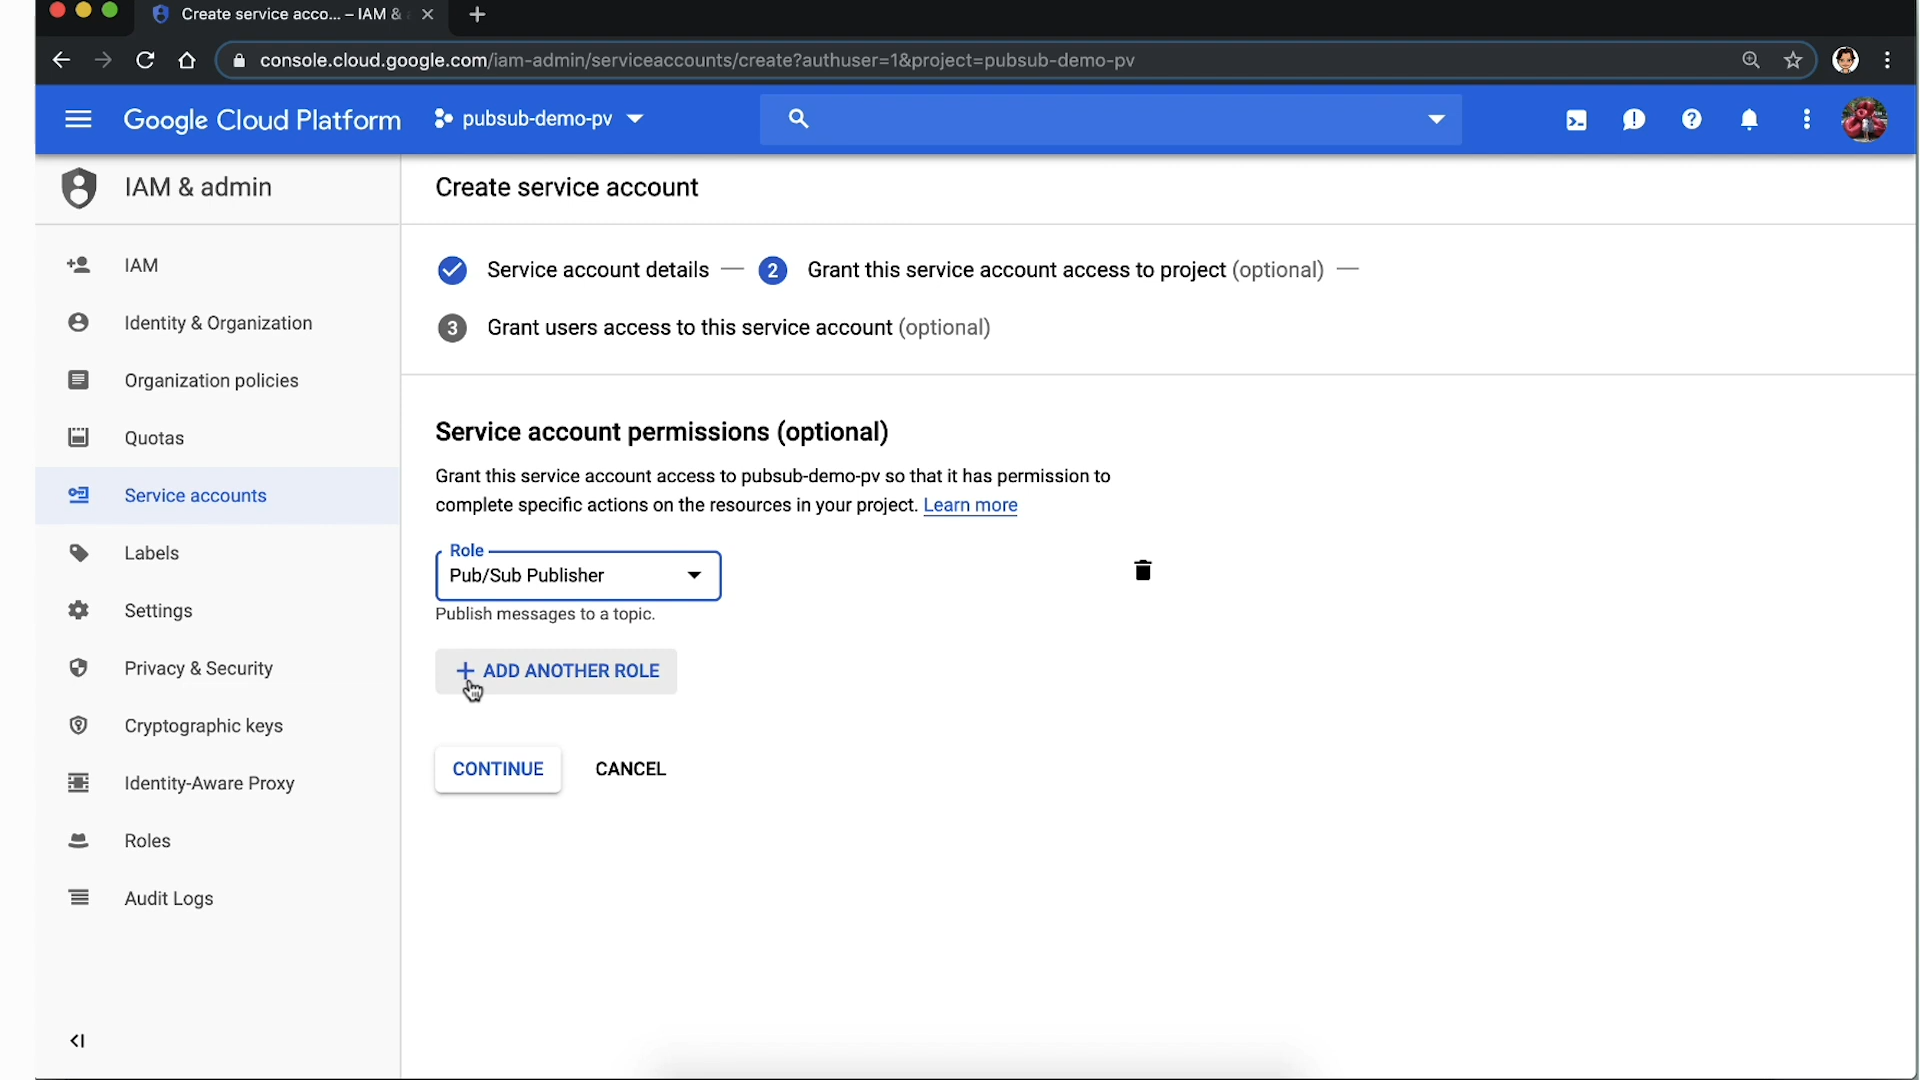 Create service acco... – IAM &
console.cloud.google.com/iam-admin/serviceaccounts/create?authuser=1&project=pubsub-demo-pv
Google Cloud Platform
pubsub-demo-pv
IAM & admin
Create service account
IAM
Identity & Organization
Organization policies
Quotas
Service accounts
Labels
Settings
Privacy & Security
Cryptographic keys
Identity-Aware Proxy
Roles
Audit Logs
Service account details — 2 Grant this service account access to project (optional) —
3 Grant users access to this service account (optional)
Service account permissions (optional)
Grant this service account access to pubsub-demo-pv so that it has permission to
complete specific actions on the resources in your project. Learn more
Role
Pub/Sub Publisher
Publish messages to a topic.
+ ADD ANOTHER ROLE
CONTINUE CANCEL